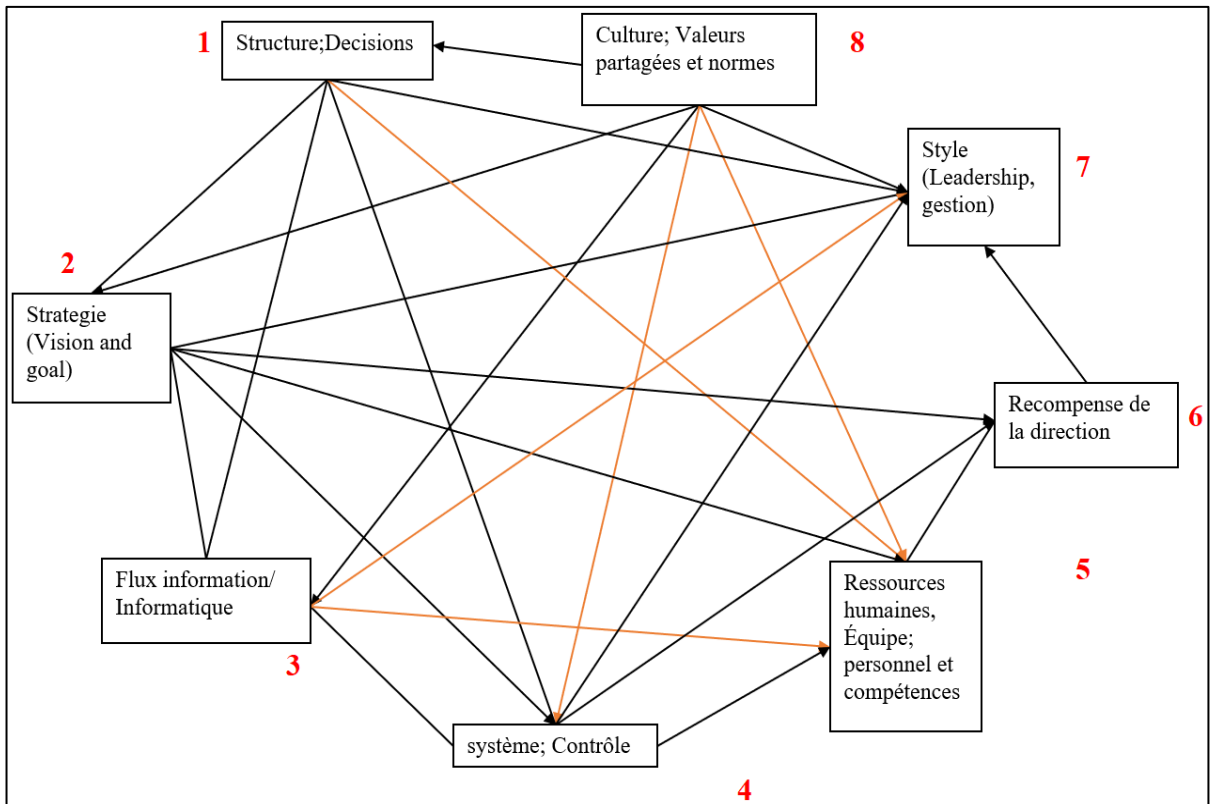 1
Structure;Decisions
Culture; Valeurs
partagées et normes
8
Style
(Leadership,
gestion)
7
2
Strategie
(Vision and
goal)
Recompense de
la direction
6
Flux information/
Informatique
3
Ressources
humaines,
Équipe;
personnel et
compétences
5
système; Contrôle
4